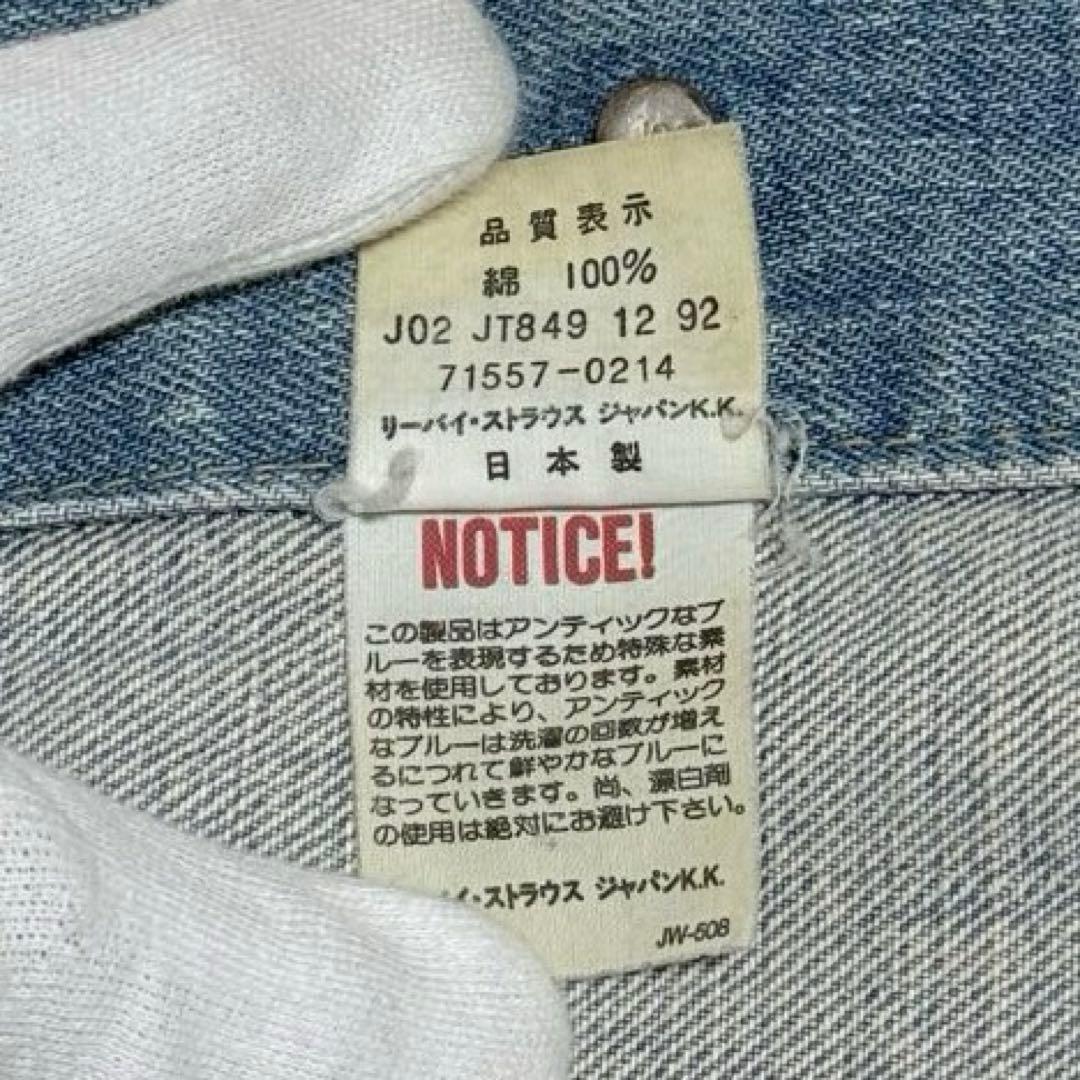 品質表示
綿 100%
J02 JT849 12 92
71557-0214
リーバイ・ストラウス ジャパンK.K.
日本製
NOTICE!
この製品はアンティックなブ
ルーを表現するため特殊な素
材を使用しております。素材
の特性により、アンティック
なブルーは洗濯の回数が増え
るにつれて鮮やかなブルーに
なっていきます。尚、漂白剤
の使用は絶対にお避け下さい。
イ・ストラウス ジャパンK.K.
JW-508